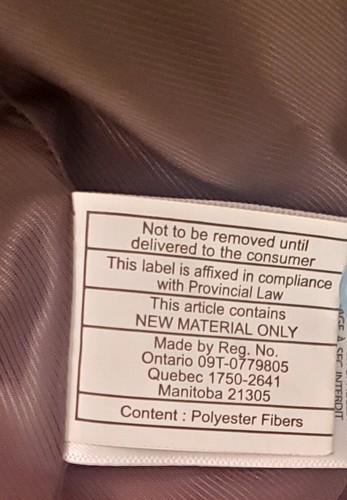 Not to be removed until
delivered to the consumer
This label is affixed in compliance
with Provincial Law
This article contains
NEW MATERIAL ONLY
Made by Reg. No.
Ontario 09T-0779805
Quebec 1750-2641
Manitoba 21305
Content : Polyester Fibers
À SEC INTERDIT